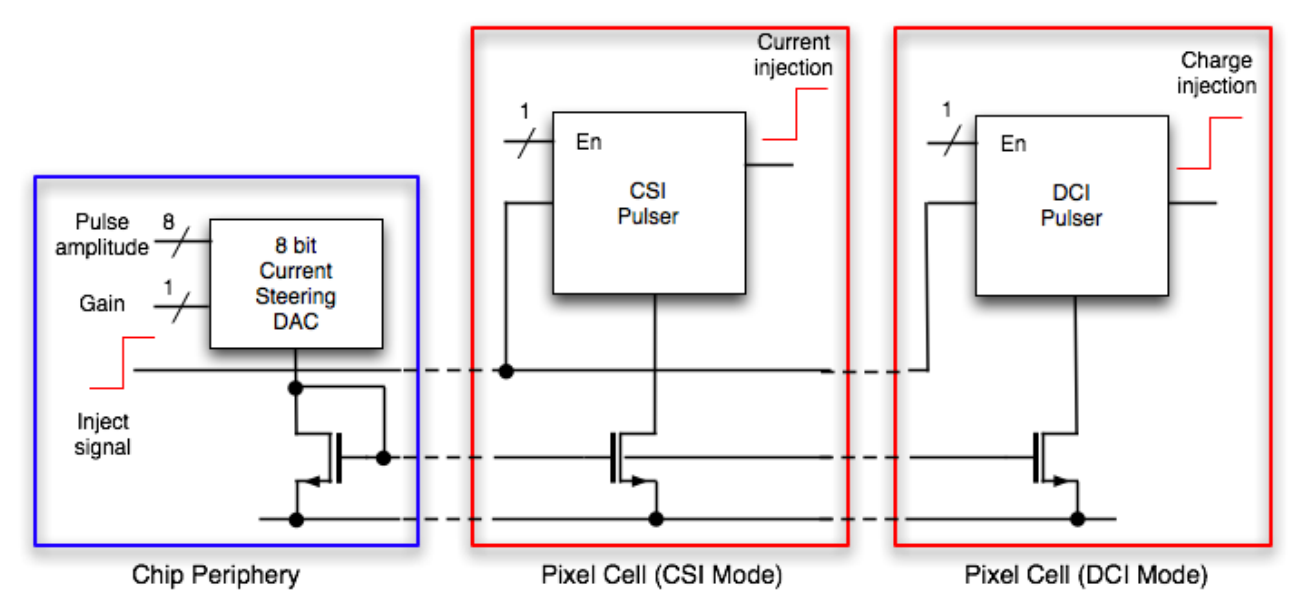 Pulse
amplitude
8
Gain
1
8 bit
Current
Steering
DAC
Inject
signal
Chip Periphery
Current
injection
1
En
CSI
Pulser
Pixel Cell (CSI Mode)
Charge
injection
1
En
DCI
Pulser
Pixel Cell (DCI Mode)